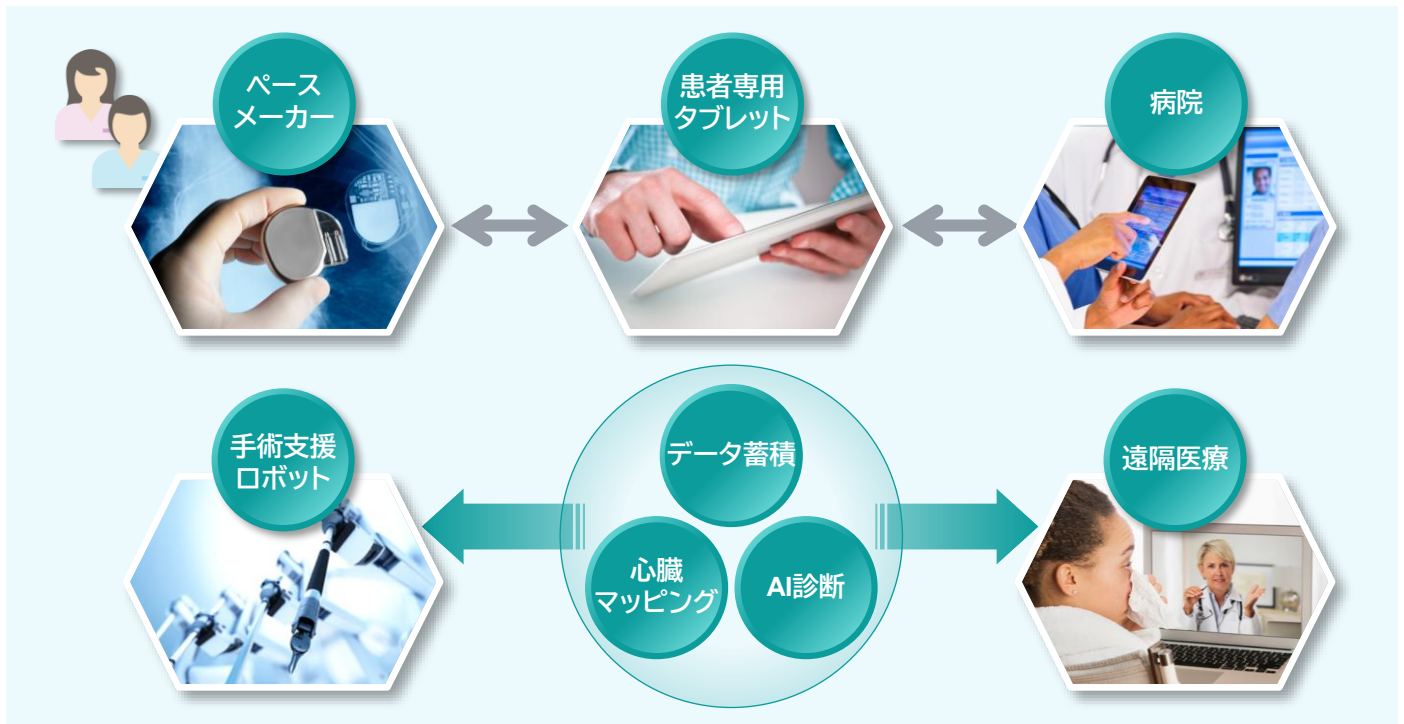 ペース
メーカー
患者専用
タブレット
病院
手術支援
ロボット
データ蓄積
心臓
マッピング
AI診断
遠隔医療